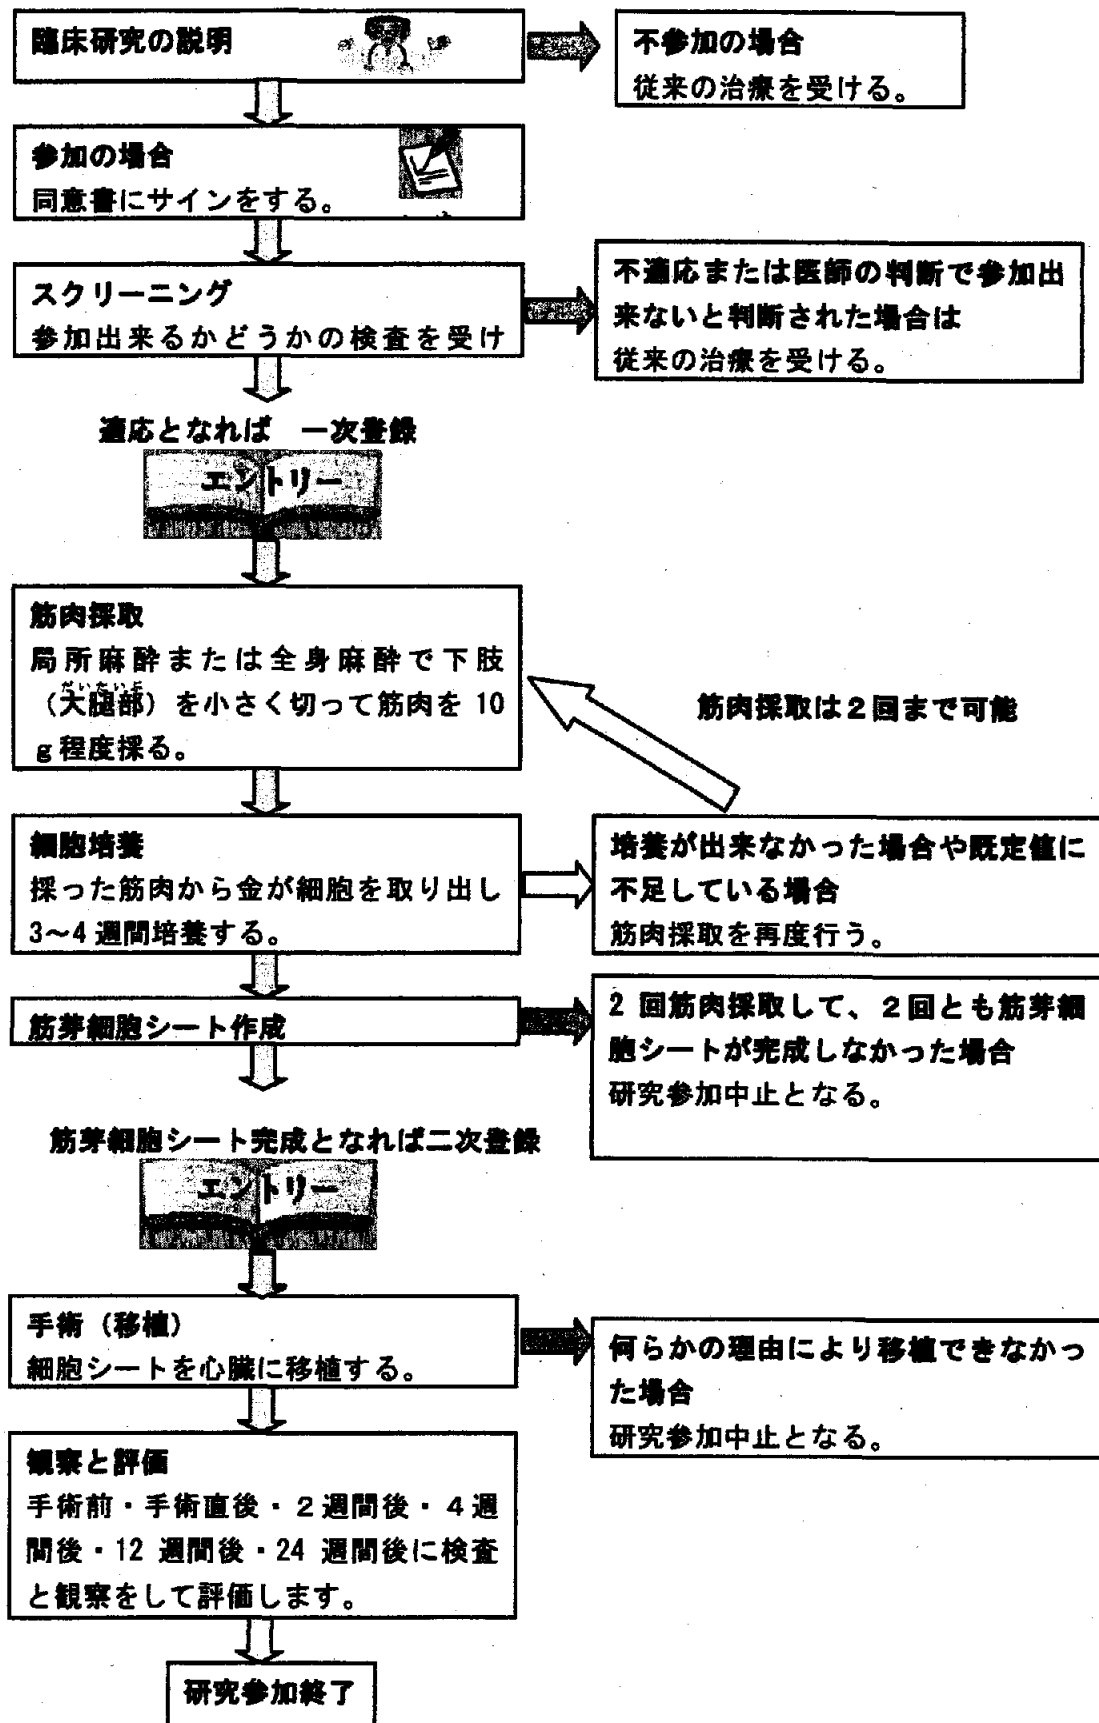 臨床研究の説明
不参加の場合
従来の治療を受ける。
参加の場合
同意書にサインをする。
スクリーニング
参加出来るかどうかの検査を受け
不適応または医師の判断で参加出
来ないと判断された場合は
従来の治療を受ける。
適応となれば 一次登録
エントリー
筋肉採取
局所麻酔または全身麻酔で下肢
（大腿部）を小さく切って筋肉を 10
だいたいぶ
g程度採る。
筋肉採取は２回まで可能
細胞培養
採った筋肉から金が細胞を取り出し
3～4 週間培養する。
培養が出来なかった場合や既定値に
不足している場合
筋肉採取を再度行う。
筋芽細胞シート作成
2 回筋肉採取して、２回とも筋芽細
胞シートが完成しなかった場合
研究参加中止となる。
筋芽細胞シート完成となれば二次登録
エントリー
手術（移植）
細胞シートを心臓に移植する。
何らかの理由により移植できなかっ
た場合
研究参加中止となる。
観察と評価
手術前・手術直後・２週間後・４週
間後・12 週間後・24 週間後に検査
と観察をして評価します。
研究参加終了